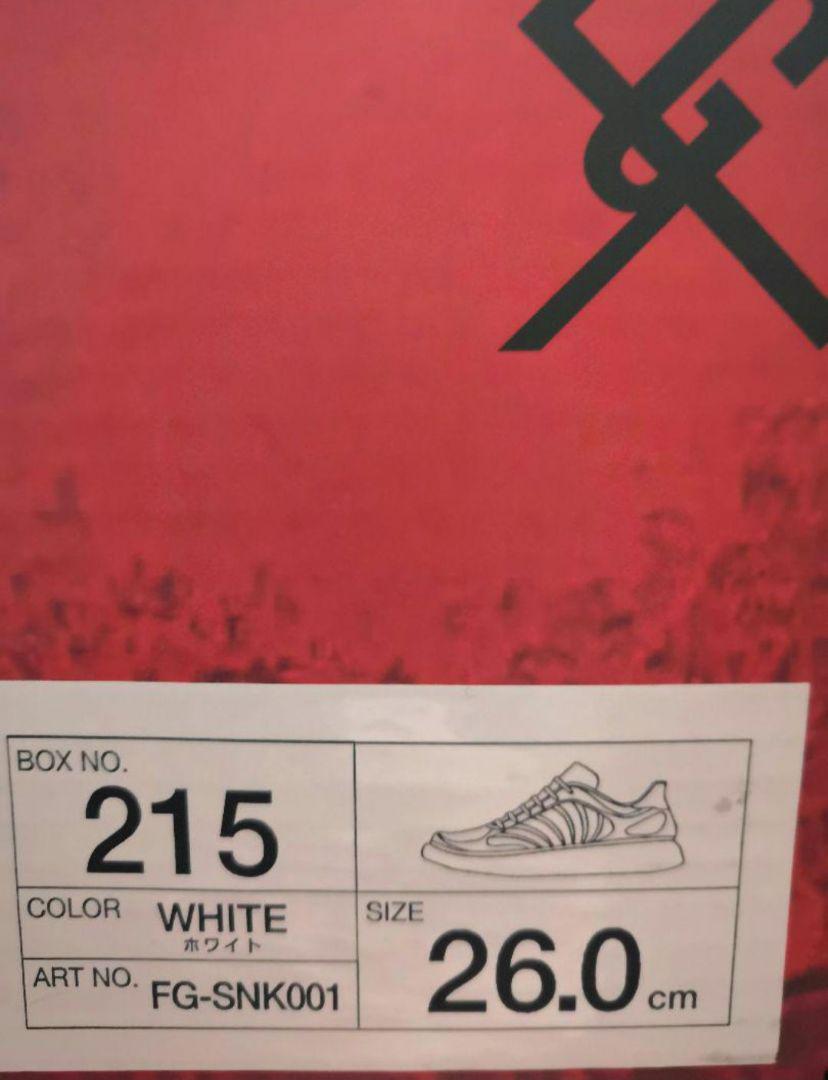 BOX NO.
215
COLOR WHITE
ホワイト
ART NO. FG-SNK001
SIZE
26.0 cm